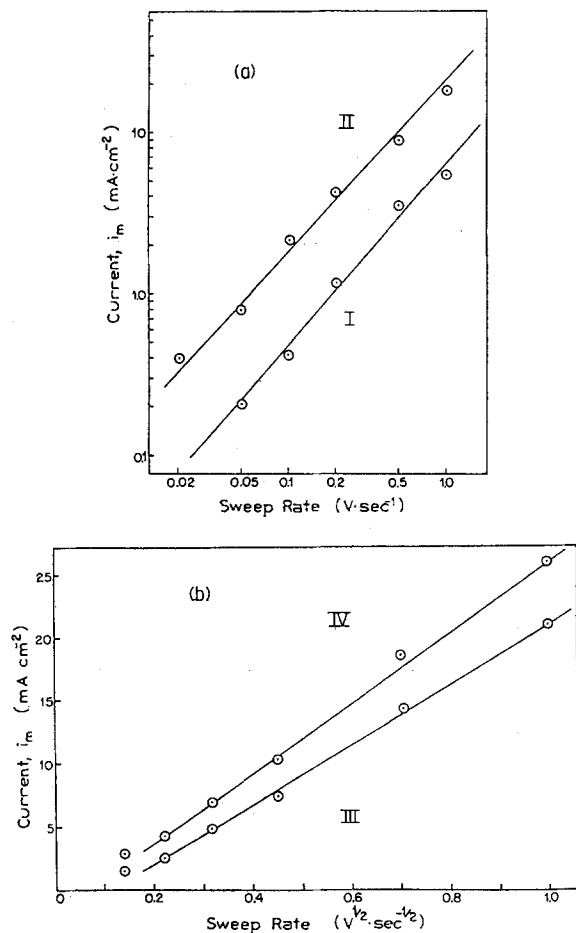 (a)
II
I
Current, iₘ (mA·cm⁻²)
10
1.0
0.1
0.02 0.05 0.1 0.2 0.5 1.0
Sweep Rate (V·sec⁻¹)
(b)
IV
III
Current, iₘ (mA cm⁻²)
25
20
15
10
5
0 0.2 0.4 0.6 0.8 1.0
Sweep Rate (V^½·sec^-½)